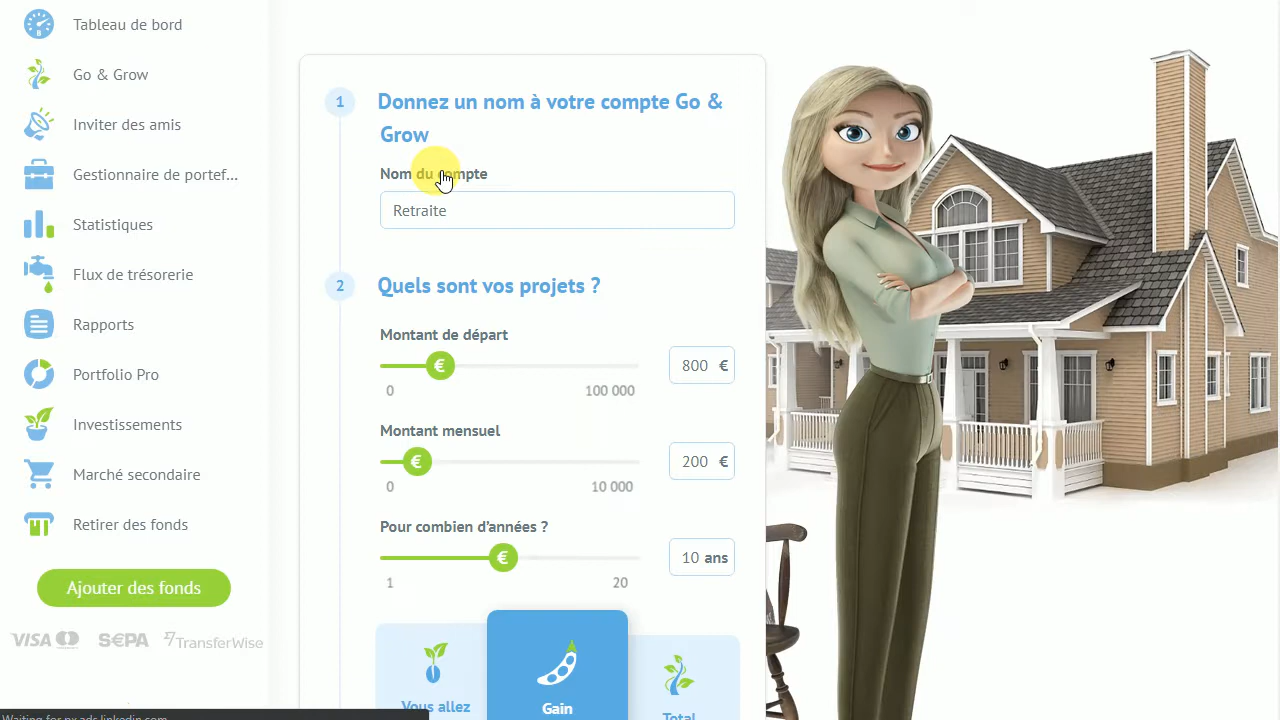 Tableau de bord
Go & Grow
Inviter des amis
Gestionnaire de portef...
Statistiques
Flux de trésorerie
Rapports
Portfolio Pro
Investissements
Marché secondaire
Retirer des fonds
Ajouter des fonds
VISA SEPA TransferWise
1
Donnez un nom à votre compte Go &
Grow
Nom du compte
Retraite
2
Quels sont vos projets ?
Montant de départ
€ 800 €
0 100 000
Montant mensuel
€ 200 €
0 10 000
Pour combien d'années ?
€ 10 ans
1 20
Vous allez
Gain
Total